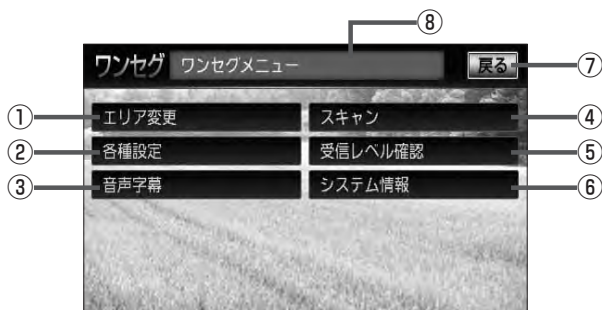 ⑧
ワンセグ ワンセグメニュー 戻る ⑦
① エリア変更 スキャン ④
② 各種設定 受信レベル確認 ⑤
③ 音声字幕 システム情報 ⑥